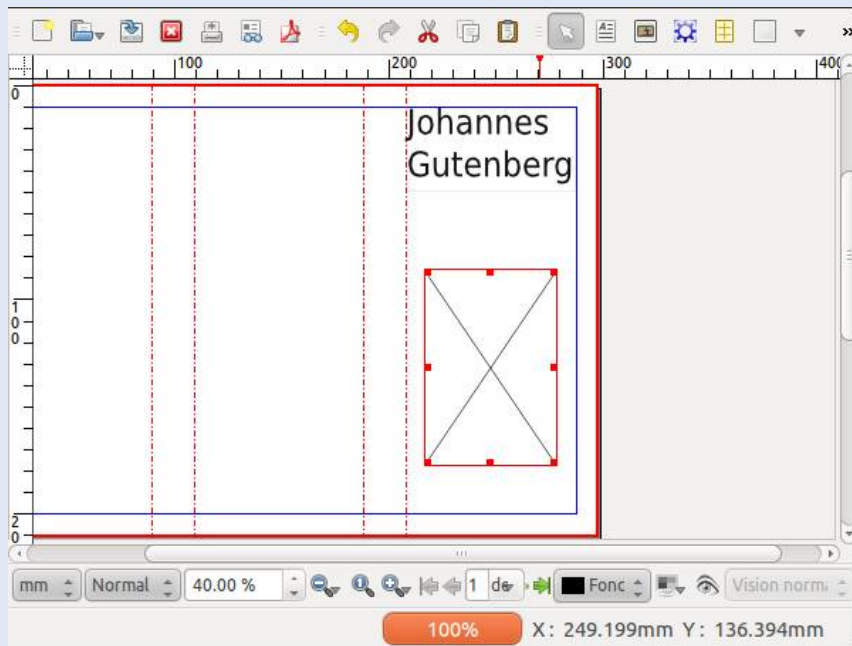 100
200
300
400
0
Johannes
Gutenberg
1
0
0
2
0
mm
Normal
40.00 %
1
de
Fonc
Vision norm
100%
X: 249.199mm Y: 136.394mm